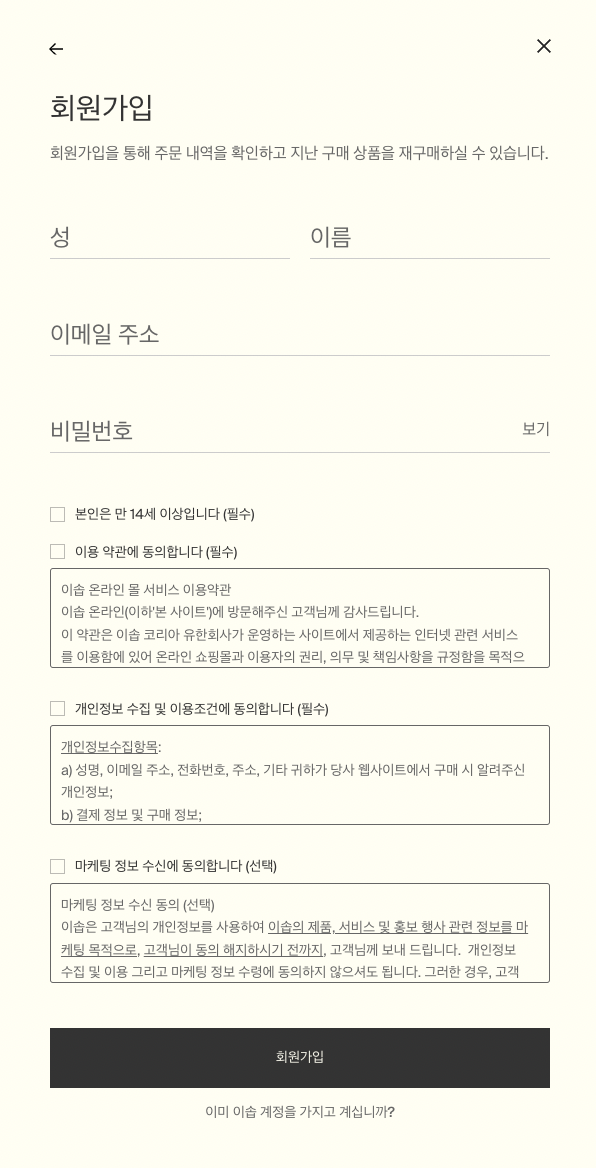 회원가입
회원가입을 통해 주문 내역을 확인하고 지난 구매 상품을 재구매하실 수 있습니다.
성 이름
이메일 주소
비밀번호 보기
본인은 만 14세 이상입니다 (필수)
이용 약관에 동의합니다 (필수)
이솝 온라인 몰 서비스 이용약관
이솝 온라인(이하'본 사이트')에 방문해주신 고객님께 감사드립니다.
이 약관은 이솝 코리아 유한회사가 운영하는 사이트에서 제공하는 인터넷 관련 서비스
를 이용함에 있어 온라인 쇼핑몰과 이용자의 권리, 의무 및 책임사항을 규정함을 목적으
개인정보 수집 및 이용조건에 동의합니다 (필수)
개인정보수집항목:
a) 성명, 이메일 주소, 전화번호, 주소, 기타 귀하가 당사 웹사이트에서 구매 시 알려주신
개인정보;
b) 결제 정보 및 구매 정보;
마케팅 정보 수신에 동의합니다 (선택)
마케팅 정보 수신 동의 (선택)
이솝은 고객님의 개인정보를 사용하여 이솝의 제품, 서비스 및 홍보 행사 관련 정보를 마
케팅 목적으로, 고객님이 동의 해지하시기 전까지, 고객님께 보내 드립니다. 개인정보
수집 및 이용 그리고 마케팅 정보 수령에 동의하지 않으셔도 됩니다. 그러한 경우, 고객
회원가입
이미 이솝 계정을 가지고 계십니까?